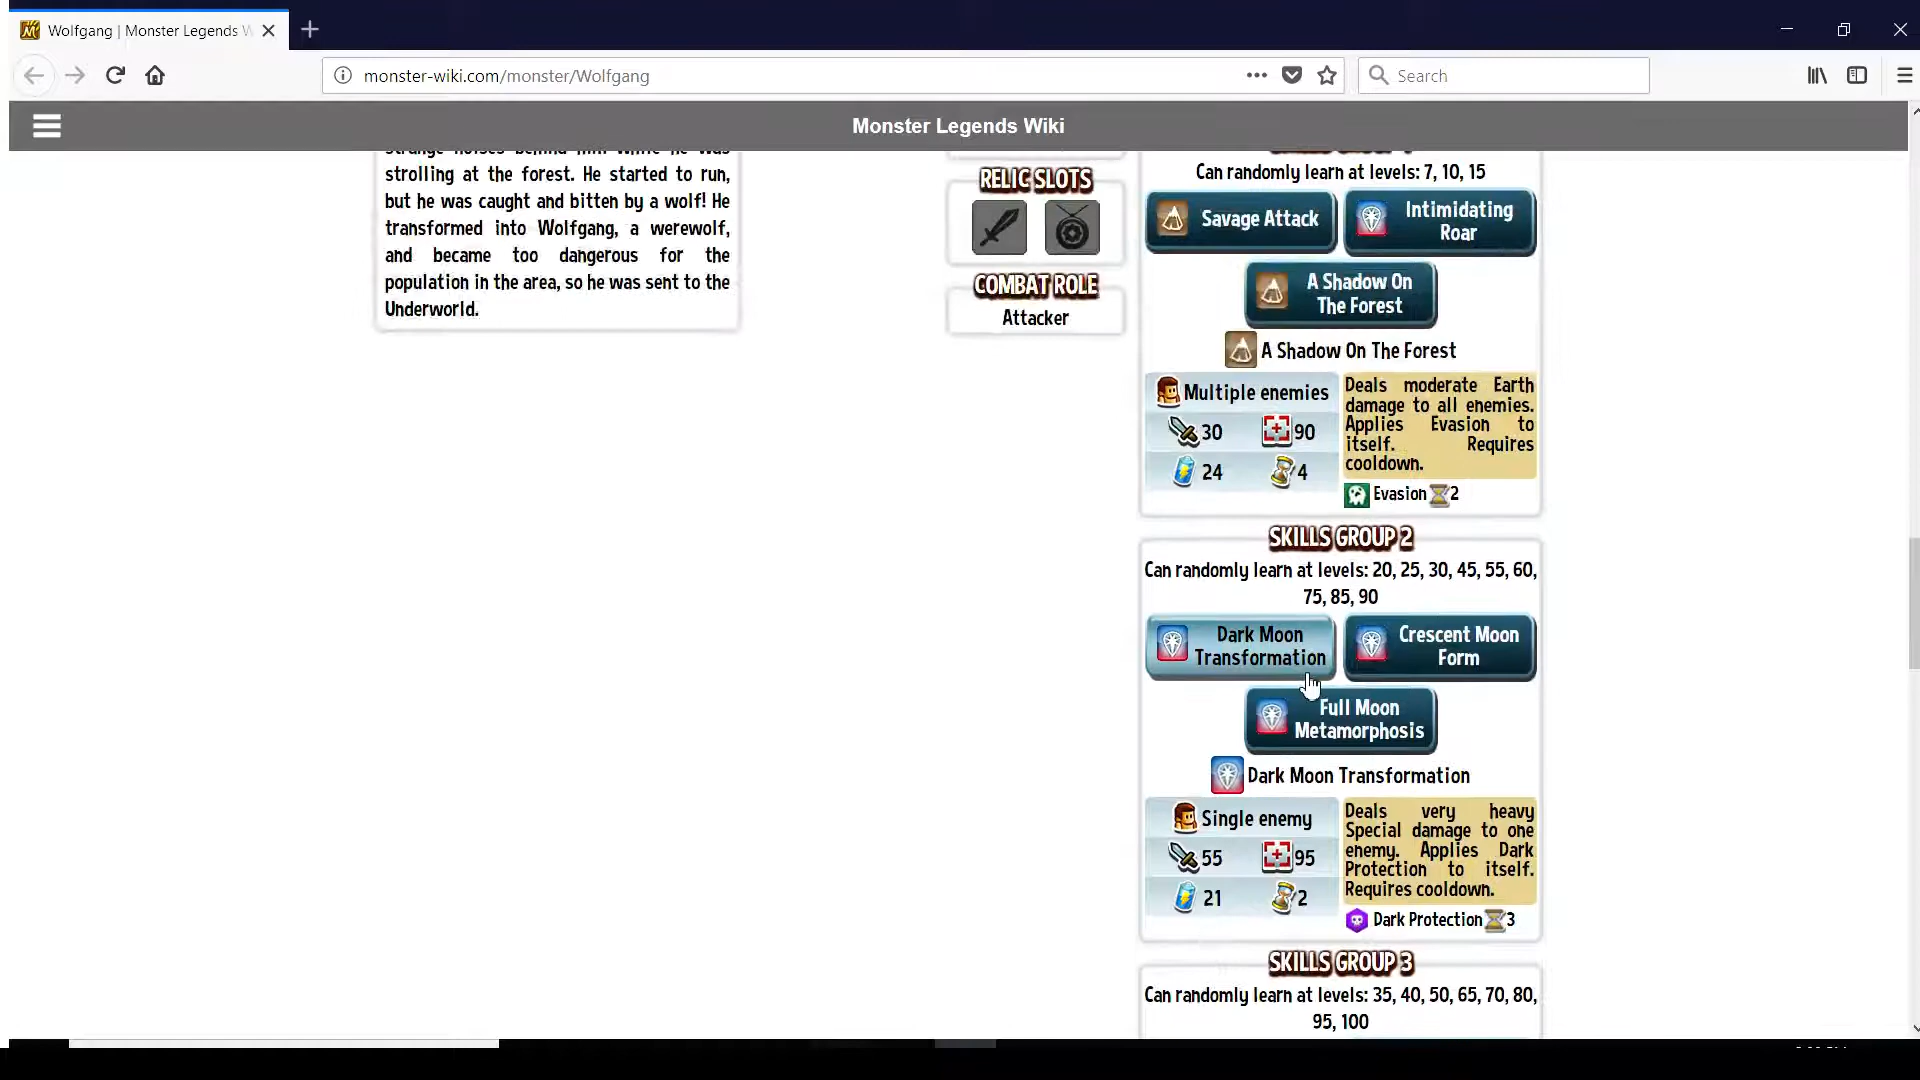 Wolfgang | Monster Legends W
monster-wiki.com/monster/Wolfgang
Search
Monster Legends Wiki
strange noises behind him while he was
strolling at the forest. He started to run,
but he was caught and bitten by a wolf! He
transformed into Wolfgang, a werewolf,
and became too dangerous for the
population in the area, so he was sent to the
Underworld.
RELIC SLOTS
COMBAT ROLE
Attacker
Can randomly learn at levels: 7, 10, 15
Savage Attack
Intimidating
Roar
A Shadow On
The Forest
A Shadow On The Forest
Multiple enemies
30 90
24 4
Deals moderate Earth
damage to all enemies.
Applies Evasion to
itself. Requires
cooldown.
Evasion 2
SKILLS GROUP 2
Can randomly learn at levels: 20, 25, 30, 45, 55, 60,
75, 85, 90
Dark Moon
Transformation
Crescent Moon
Form
Full Moon
Metamorphosis
Dark Moon Transformation
Single enemy
55 95
21 2
Deals very heavy
Special damage to one
enemy. Applies Dark
Protection to itself.
Requires cooldown.
Dark Protection 3
SKILLS GROUP 3
Can randomly learn at levels: 35, 40, 50, 65, 70, 80,
95, 100